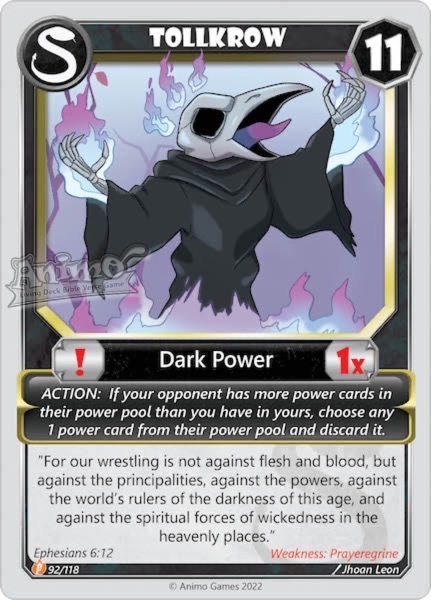 S
TOLLKROW
11
Animo
Living Deck Bible Verse Game
!
Dark Power
1x
ACTION: If your opponent has more power cards in
their power pool than you have in yours, choose any
1 power card from their power pool and discard it.
"For our wrestling is not against flesh and blood, but
against the principalities, against the powers, against
the world's rulers of the darkness of this age, and
against the spiritual forces of wickedness in the
heavenly places."
Ephesians 6:12
Weakness: Prayeregrine
P 92/118
Jhoan Leon
© Animo Games 2022